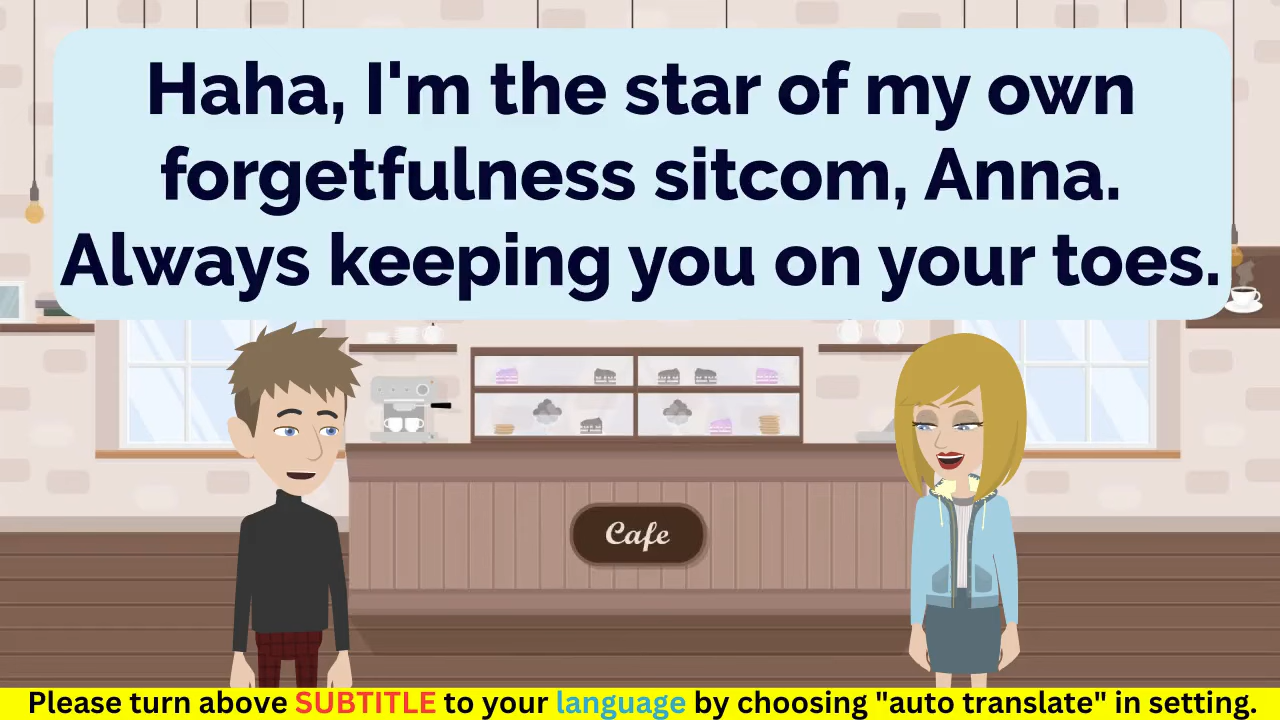 Haha, I'm the star of my own
forgetfulness sitcom, Anna.
Always keeping you on your toes.
Cafe
Please turn above SUBTITLE to your language by choosing "auto translate" in setting.